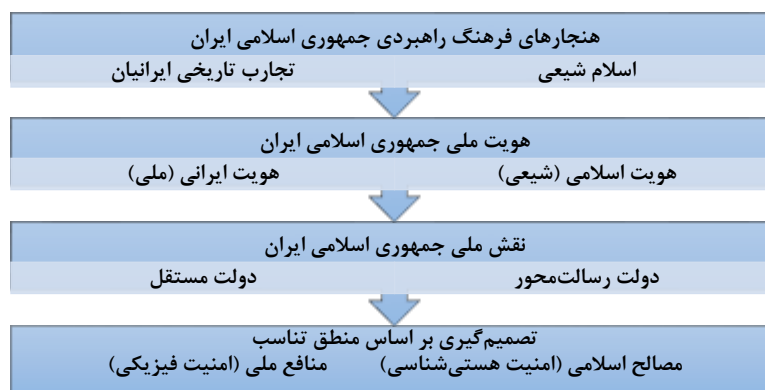 هنجارهای فرهنگ راهبردی جمهوری اسلامی ایران
اسلام شیعی تجارب تاریخی ایرانیان
هویت ملی جمهوری اسلامی ایران
هویت اسلامی (شیعی) هویت ایرانی (ملی)
نقش ملی جمهوری اسلامی ایران
دولت رسالت‌محور دولت مستقل
تصمیم‌گیری بر اساس منطق تناسب
مصالح اسلامی (امنیت هستی‌شناسی) منافع ملی (امنیت فیزیکی)